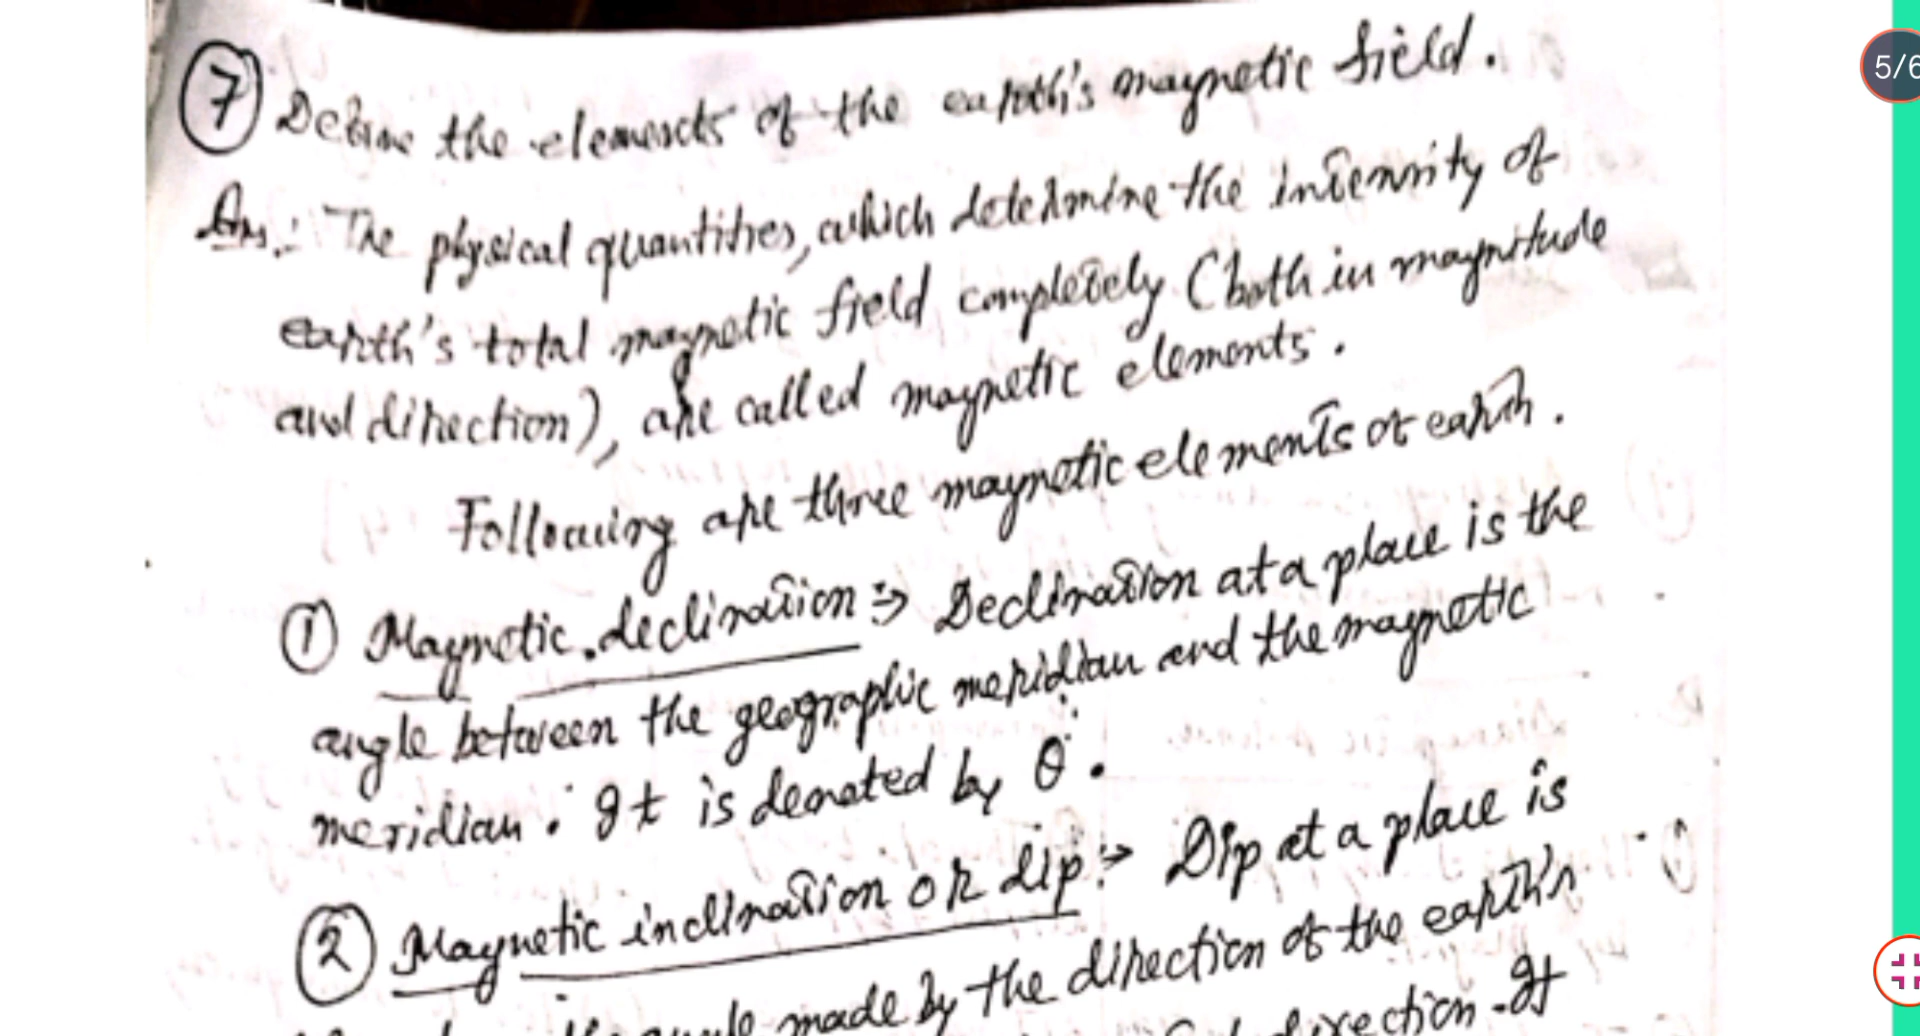 5/6
7 Define the elements of the earth's magnetic field.
Ans: The physical quantities, which determine the intensity of
earth's total magnetic field completely (both in magnitude
and direction), are called magnetic elements.
Following are three magnetic elements of earth.
① Magnetic declination :→ Declination at a place is the
angle between the geographic meridian and the magnetic
meridian. It is denoted by θ.
② Magnetic inclination or dip :→ Dip at a place is
made by the direction of the earth's
direction. It